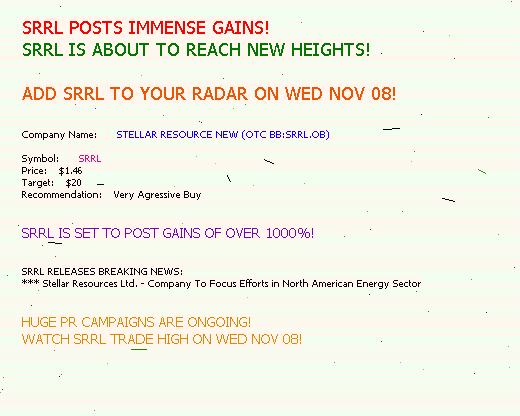 SRRL POSTS IMMENSE GAINS!
SRRL IS ABOUT TO REACH NEW HEIGHTS!
ADD SRRL TO YOUR RADAR ON WED NOV 08!
Company Name: STELLAR RESOURCE NEW (OTC BB:SRRL.OB)
Symbol: SRRL
Price: $1.46
Target: $20
Recommendation: Very Agressive Buy
SRRL IS SET TO POST GAINS OF OVER 1000%!
SRRL RELEASES BREAKING NEWS:
*** Stellar Resources Ltd. - Company To Focus Efforts in North American Energy Sector
HUGE PR CAMPAIGNS ARE ONGOING!
WATCH SRRL TRADE HIGH ON WED NOV 08!